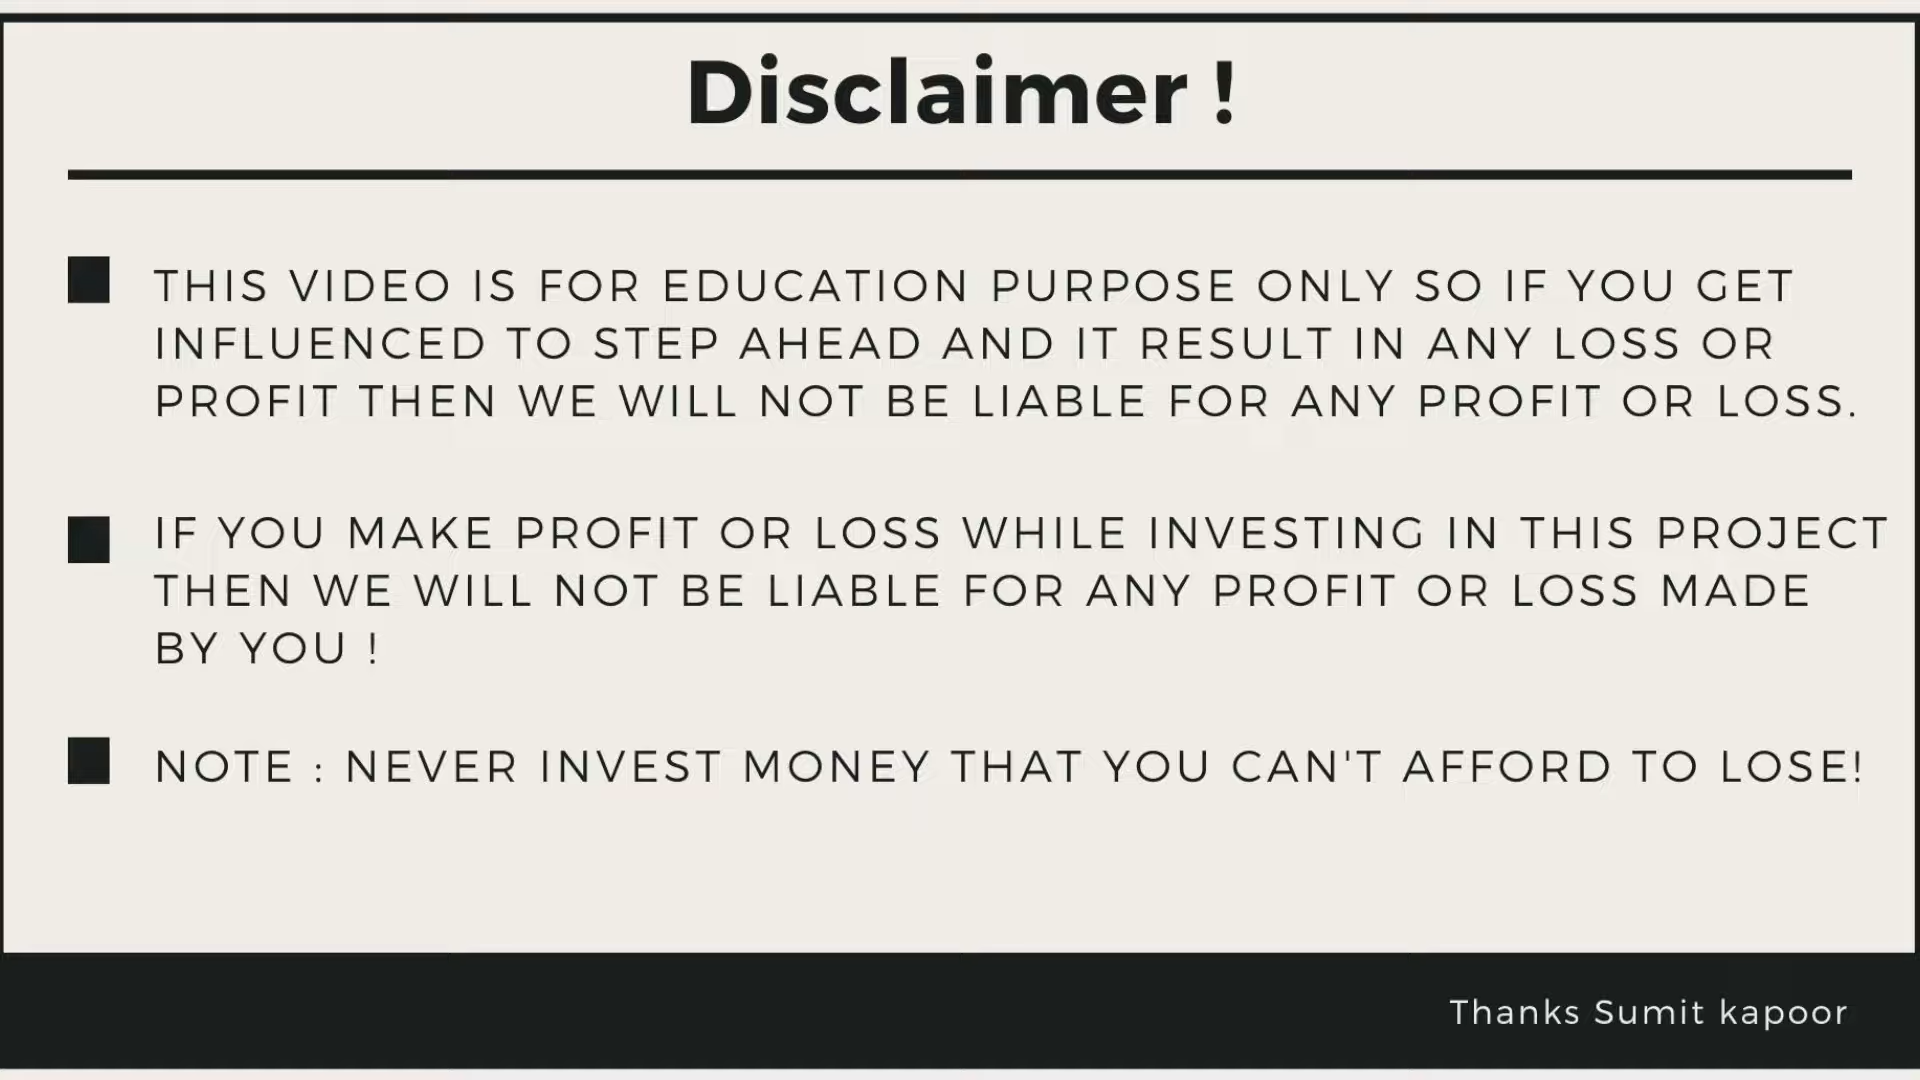 Disclaimer !
THIS VIDEO IS FOR EDUCATION PURPOSE ONLY SO IF YOU GET
INFLUENCED TO STEP AHEAD AND IT RESULT IN ANY LOSS OR
PROFIT THEN WE WILL NOT BE LIABLE FOR ANY PROFIT OR LOSS.
IF YOU MAKE PROFIT OR LOSS WHILE INVESTING IN THIS PROJECT
THEN WE WILL NOT BE LIABLE FOR ANY PROFIT OR LOSS MADE
BY YOU !
NOTE : NEVER INVEST MONEY THAT YOU CAN'T AFFORD TO LOSE!
Thanks Sumit kapoor